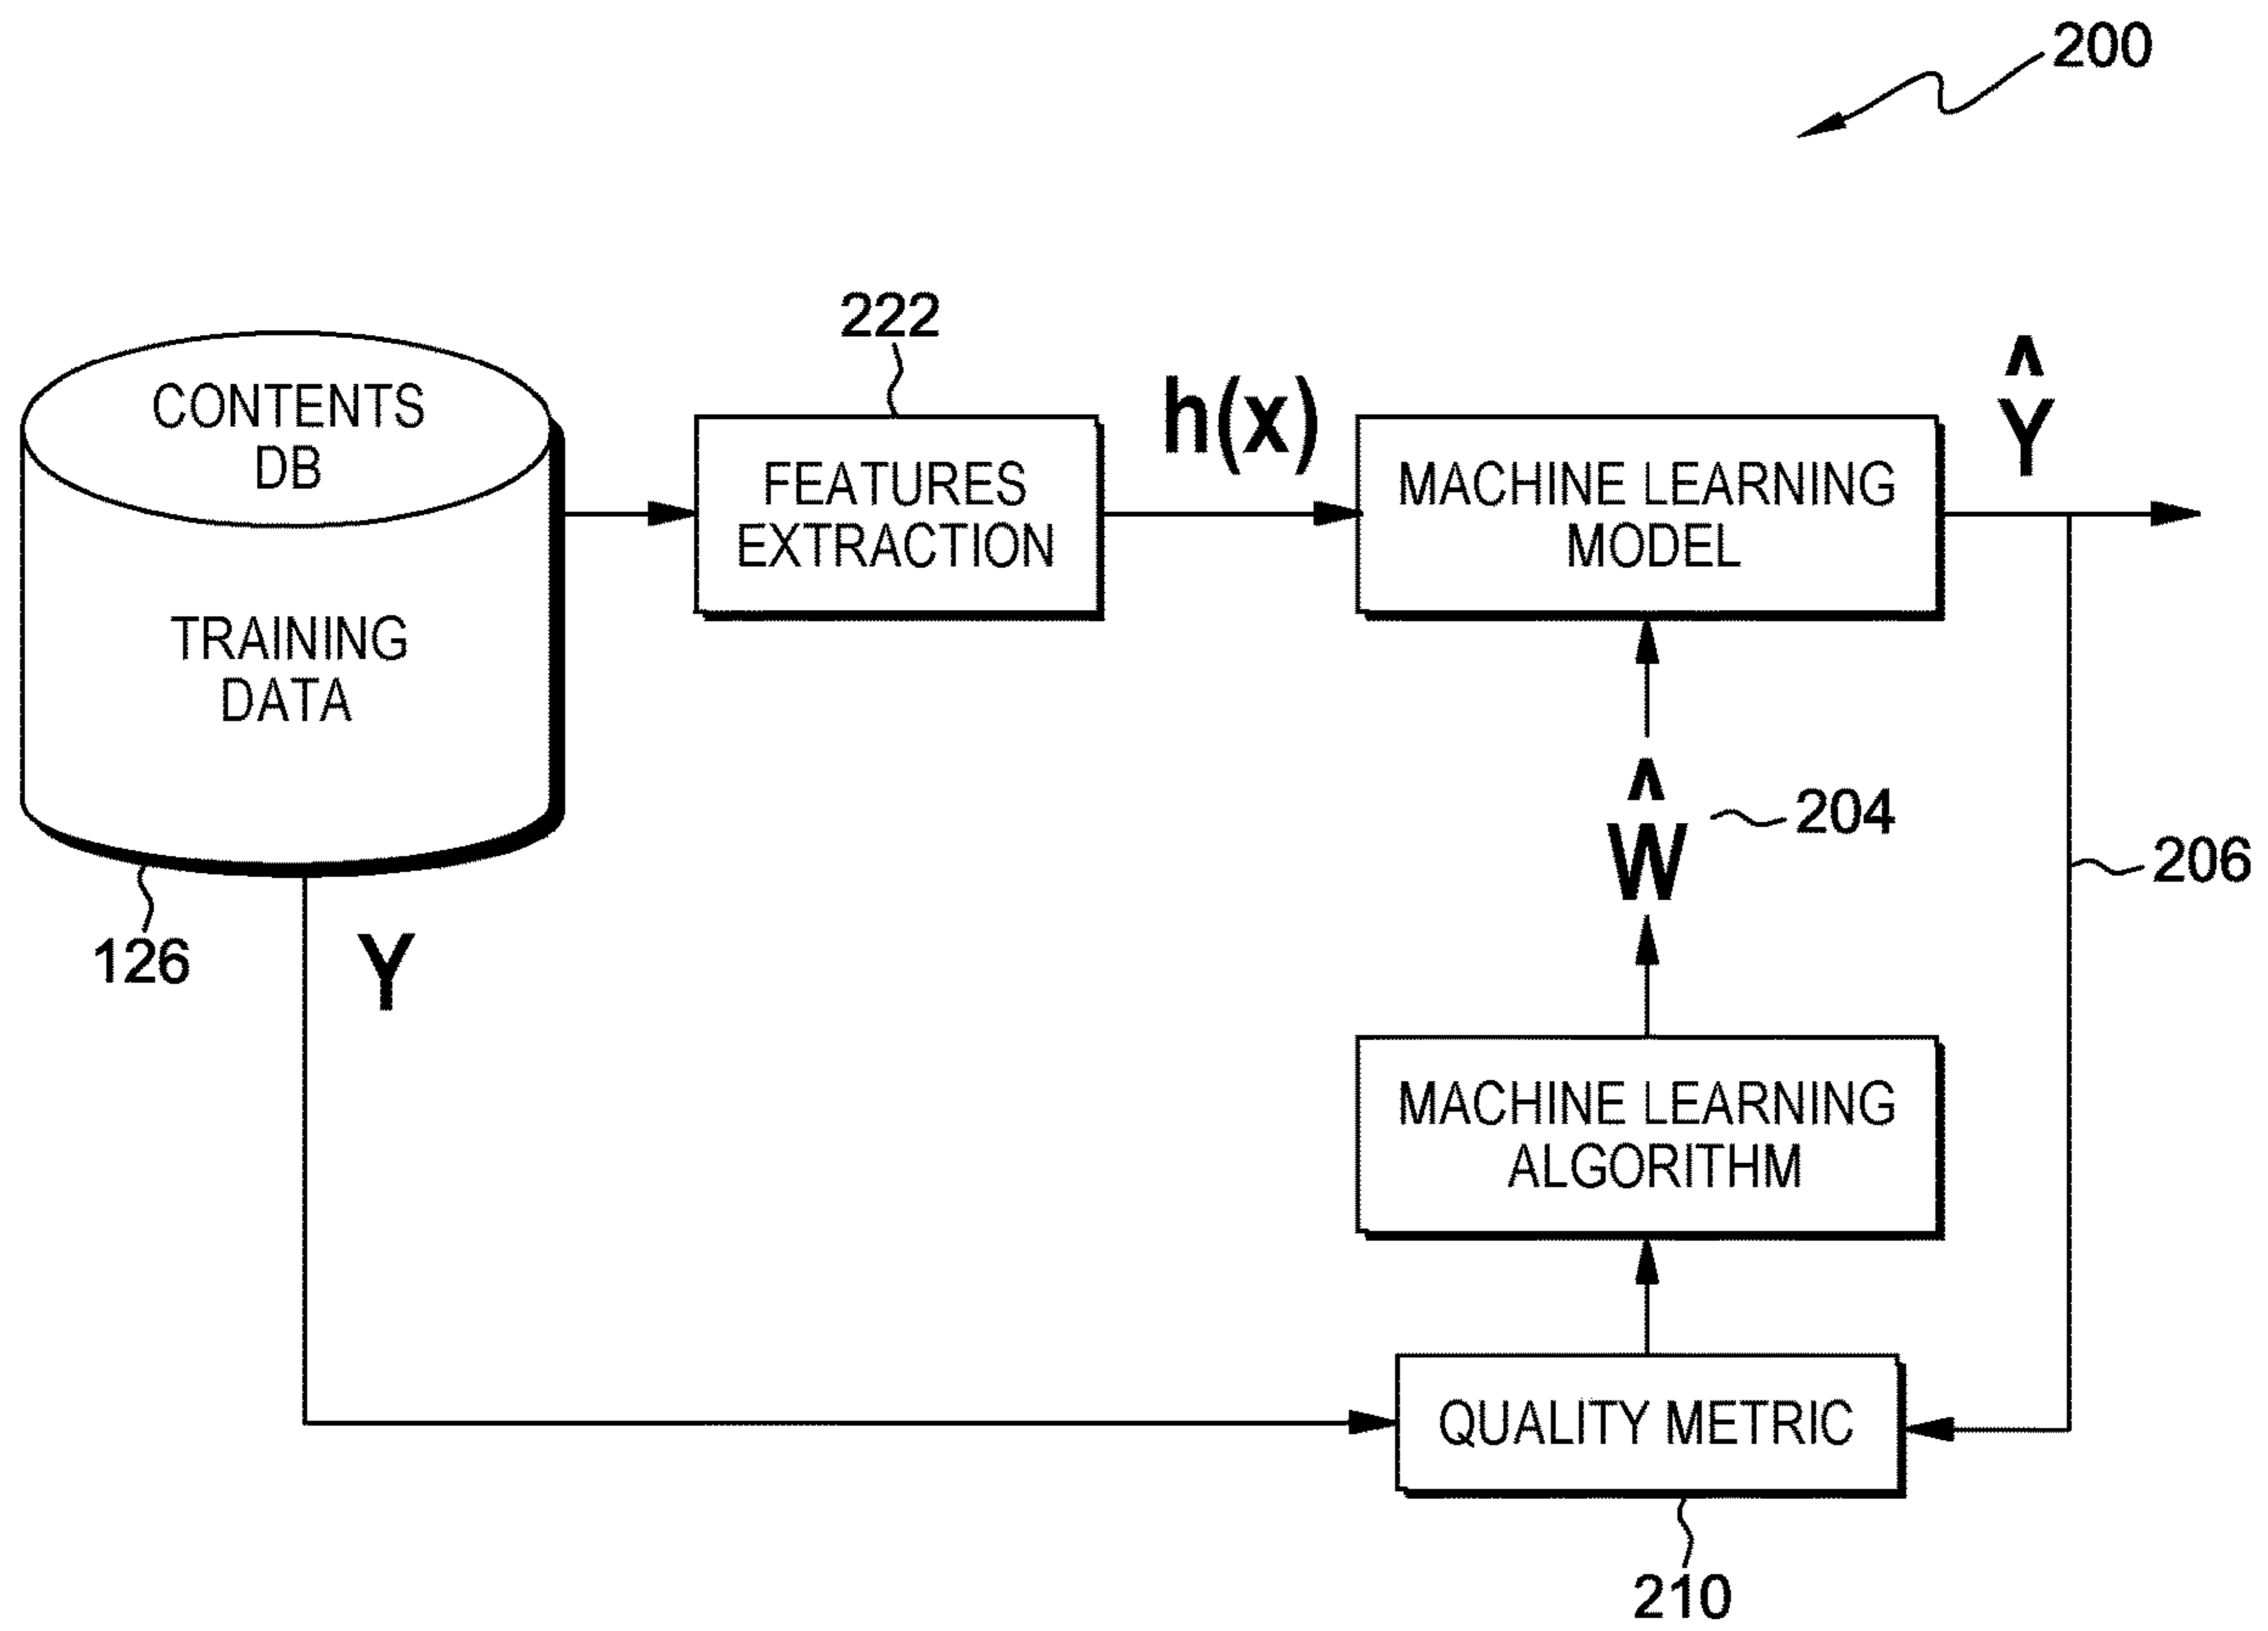 200
222
CONTENTS
DB
TRAINING
DATA
126
Y
FEATURES
EXTRACTION
h(x)
MACHINE LEARNING
MODEL
Ŷ
Ŵ
204
206
MACHINE LEARNING
ALGORITHM
QUALITY METRIC
210